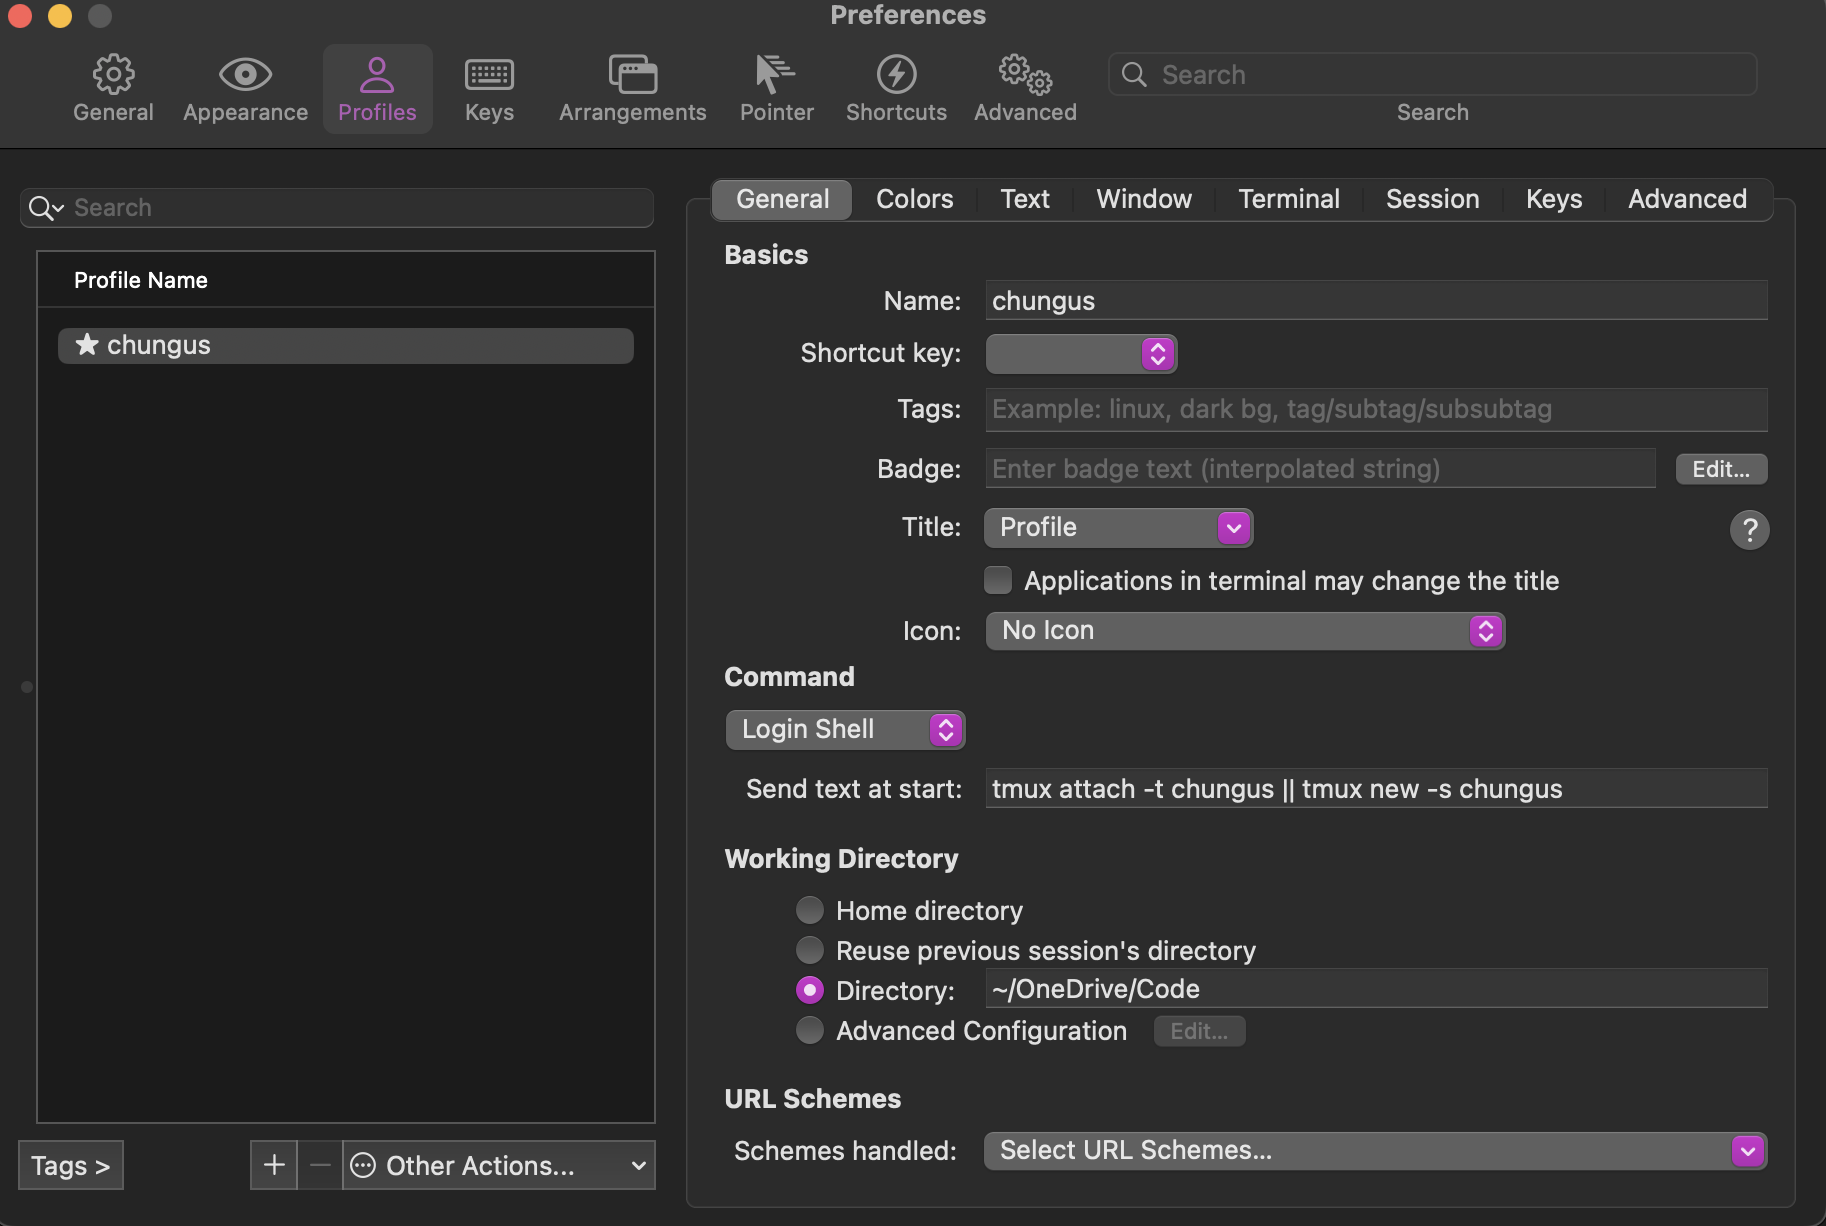 Preferences
General
Appearance
Profiles
Keys
Arrangements
Pointer
Shortcuts
Advanced
Search
Search
Search
Profile Name
chungus
Tags >
Other Actions...
General
Colors
Text
Window
Terminal
Session
Keys
Advanced
Basics
Name: chungus
Shortcut key:
Tags: Example: linux, dark bg, tag/subtag/subsubtag
Badge: Enter badge text (interpolated string) Edit...
Title: Profile ?
Applications in terminal may change the title
Icon: No Icon
Command
Login Shell
Send text at start: tmux attach -t chungus || tmux new -s chungus
Working Directory
Home directory
Reuse previous session's directory
Directory: ~/OneDrive/Code
Advanced Configuration Edit...
URL Schemes
Schemes handled: Select URL Schemes...